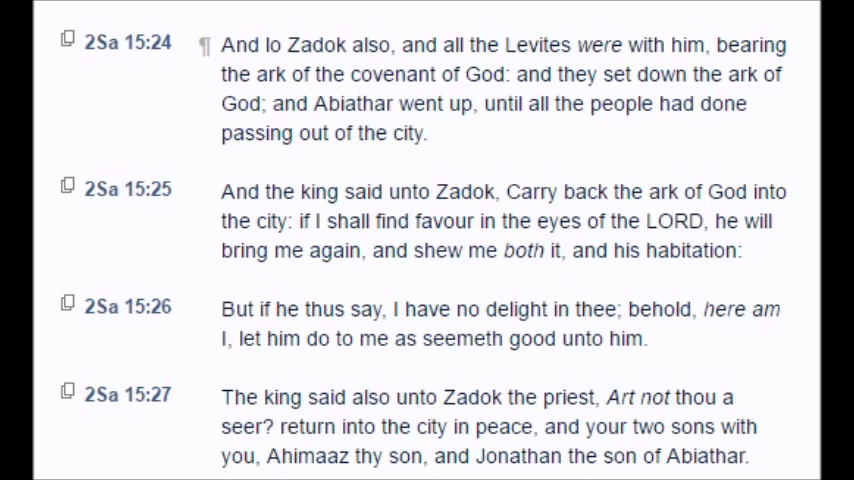 2Sa 15:24 ¶ And lo Zadok also, and all the Levites were with him, bearing
the ark of the covenant of God: and they set down the ark of
God; and Abiathar went up, until all the people had done
passing out of the city.
2Sa 15:25 And the king said unto Zadok, Carry back the ark of God into
the city: if I shall find favour in the eyes of the LORD, he will
bring me again, and shew me both it, and his habitation:
2Sa 15:26 But if he thus say, I have no delight in thee; behold, here am
I, let him do to me as seemeth good unto him.
2Sa 15:27 The king said also unto Zadok the priest, Art not thou a
seer? return into the city in peace, and your two sons with
you, Ahimaaz thy son, and Jonathan the son of Abiathar.